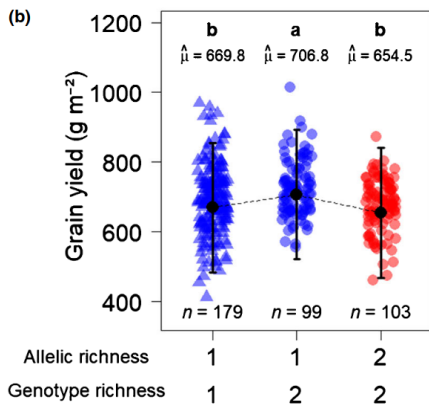 (b)
b a b
μ̂ = 669.8 μ̂ = 706.8 μ̂ = 654.5
Grain yield (g m⁻²)
1200
1000
800
600
400
n = 179 n = 99 n = 103
Allelic richness 1 1 2
Genotype richness 1 2 2